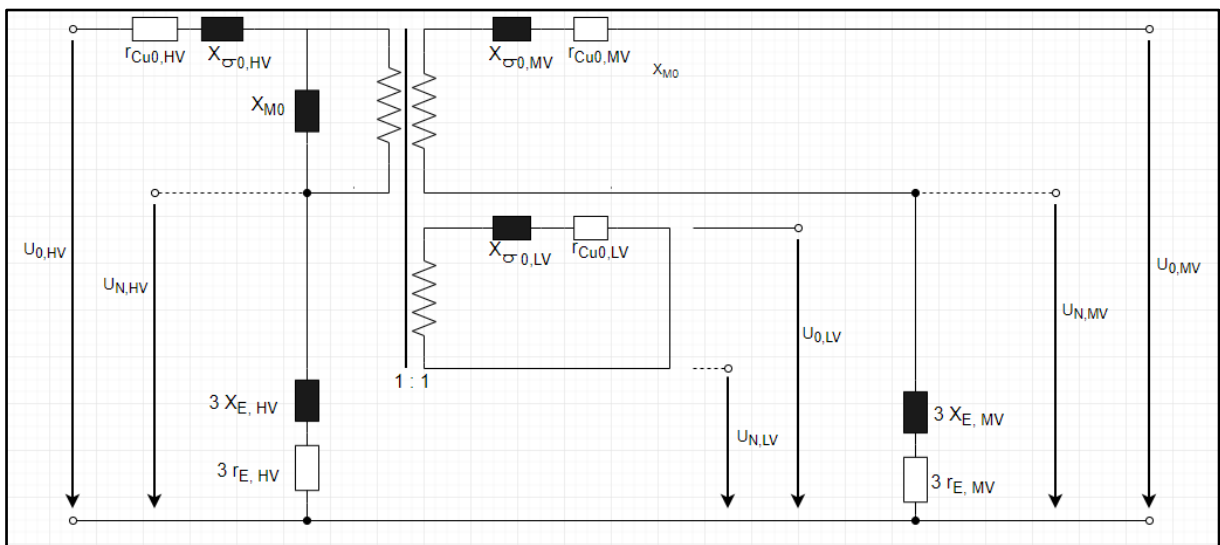 rCu0,HV
Xσ0,HV
Xσ0,MV
rCu0,MV
XM0
XM0
Xσ0,LV
rCu0,LV
U0,HV
UN,HV
U0,LV
UN,MV
U0,MV
1 : 1
3 XE, HV
3 XE, MV
UN,LV
3 rE, HV
3 rE, MV